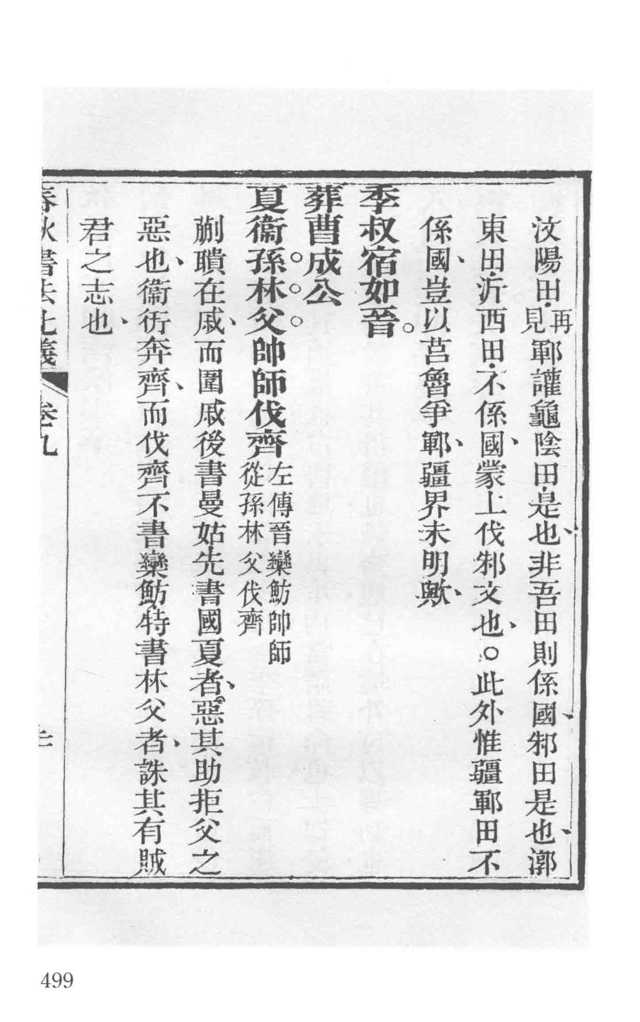 汶陽田再見鄆讙龜陰田是也非吾田則係國邾田是也漷
東田沂西田不係國蒙上伐邾文也○此外惟疆鄆田不
係國豈以莒魯爭鄆疆界未明歟
季叔宿如晉
葬曹成公
夏衞孫林父帥師伐齊左傳晉欒魴帥師從孫林父伐齊
蒯聵在戚而圍戚後書曼姑先書國夏者惡其助拒父之
惡也衞衎奔齊而伐齊不書欒魴特書林父者誅其有賊
君之志也
春秋書法比義 卷九
499